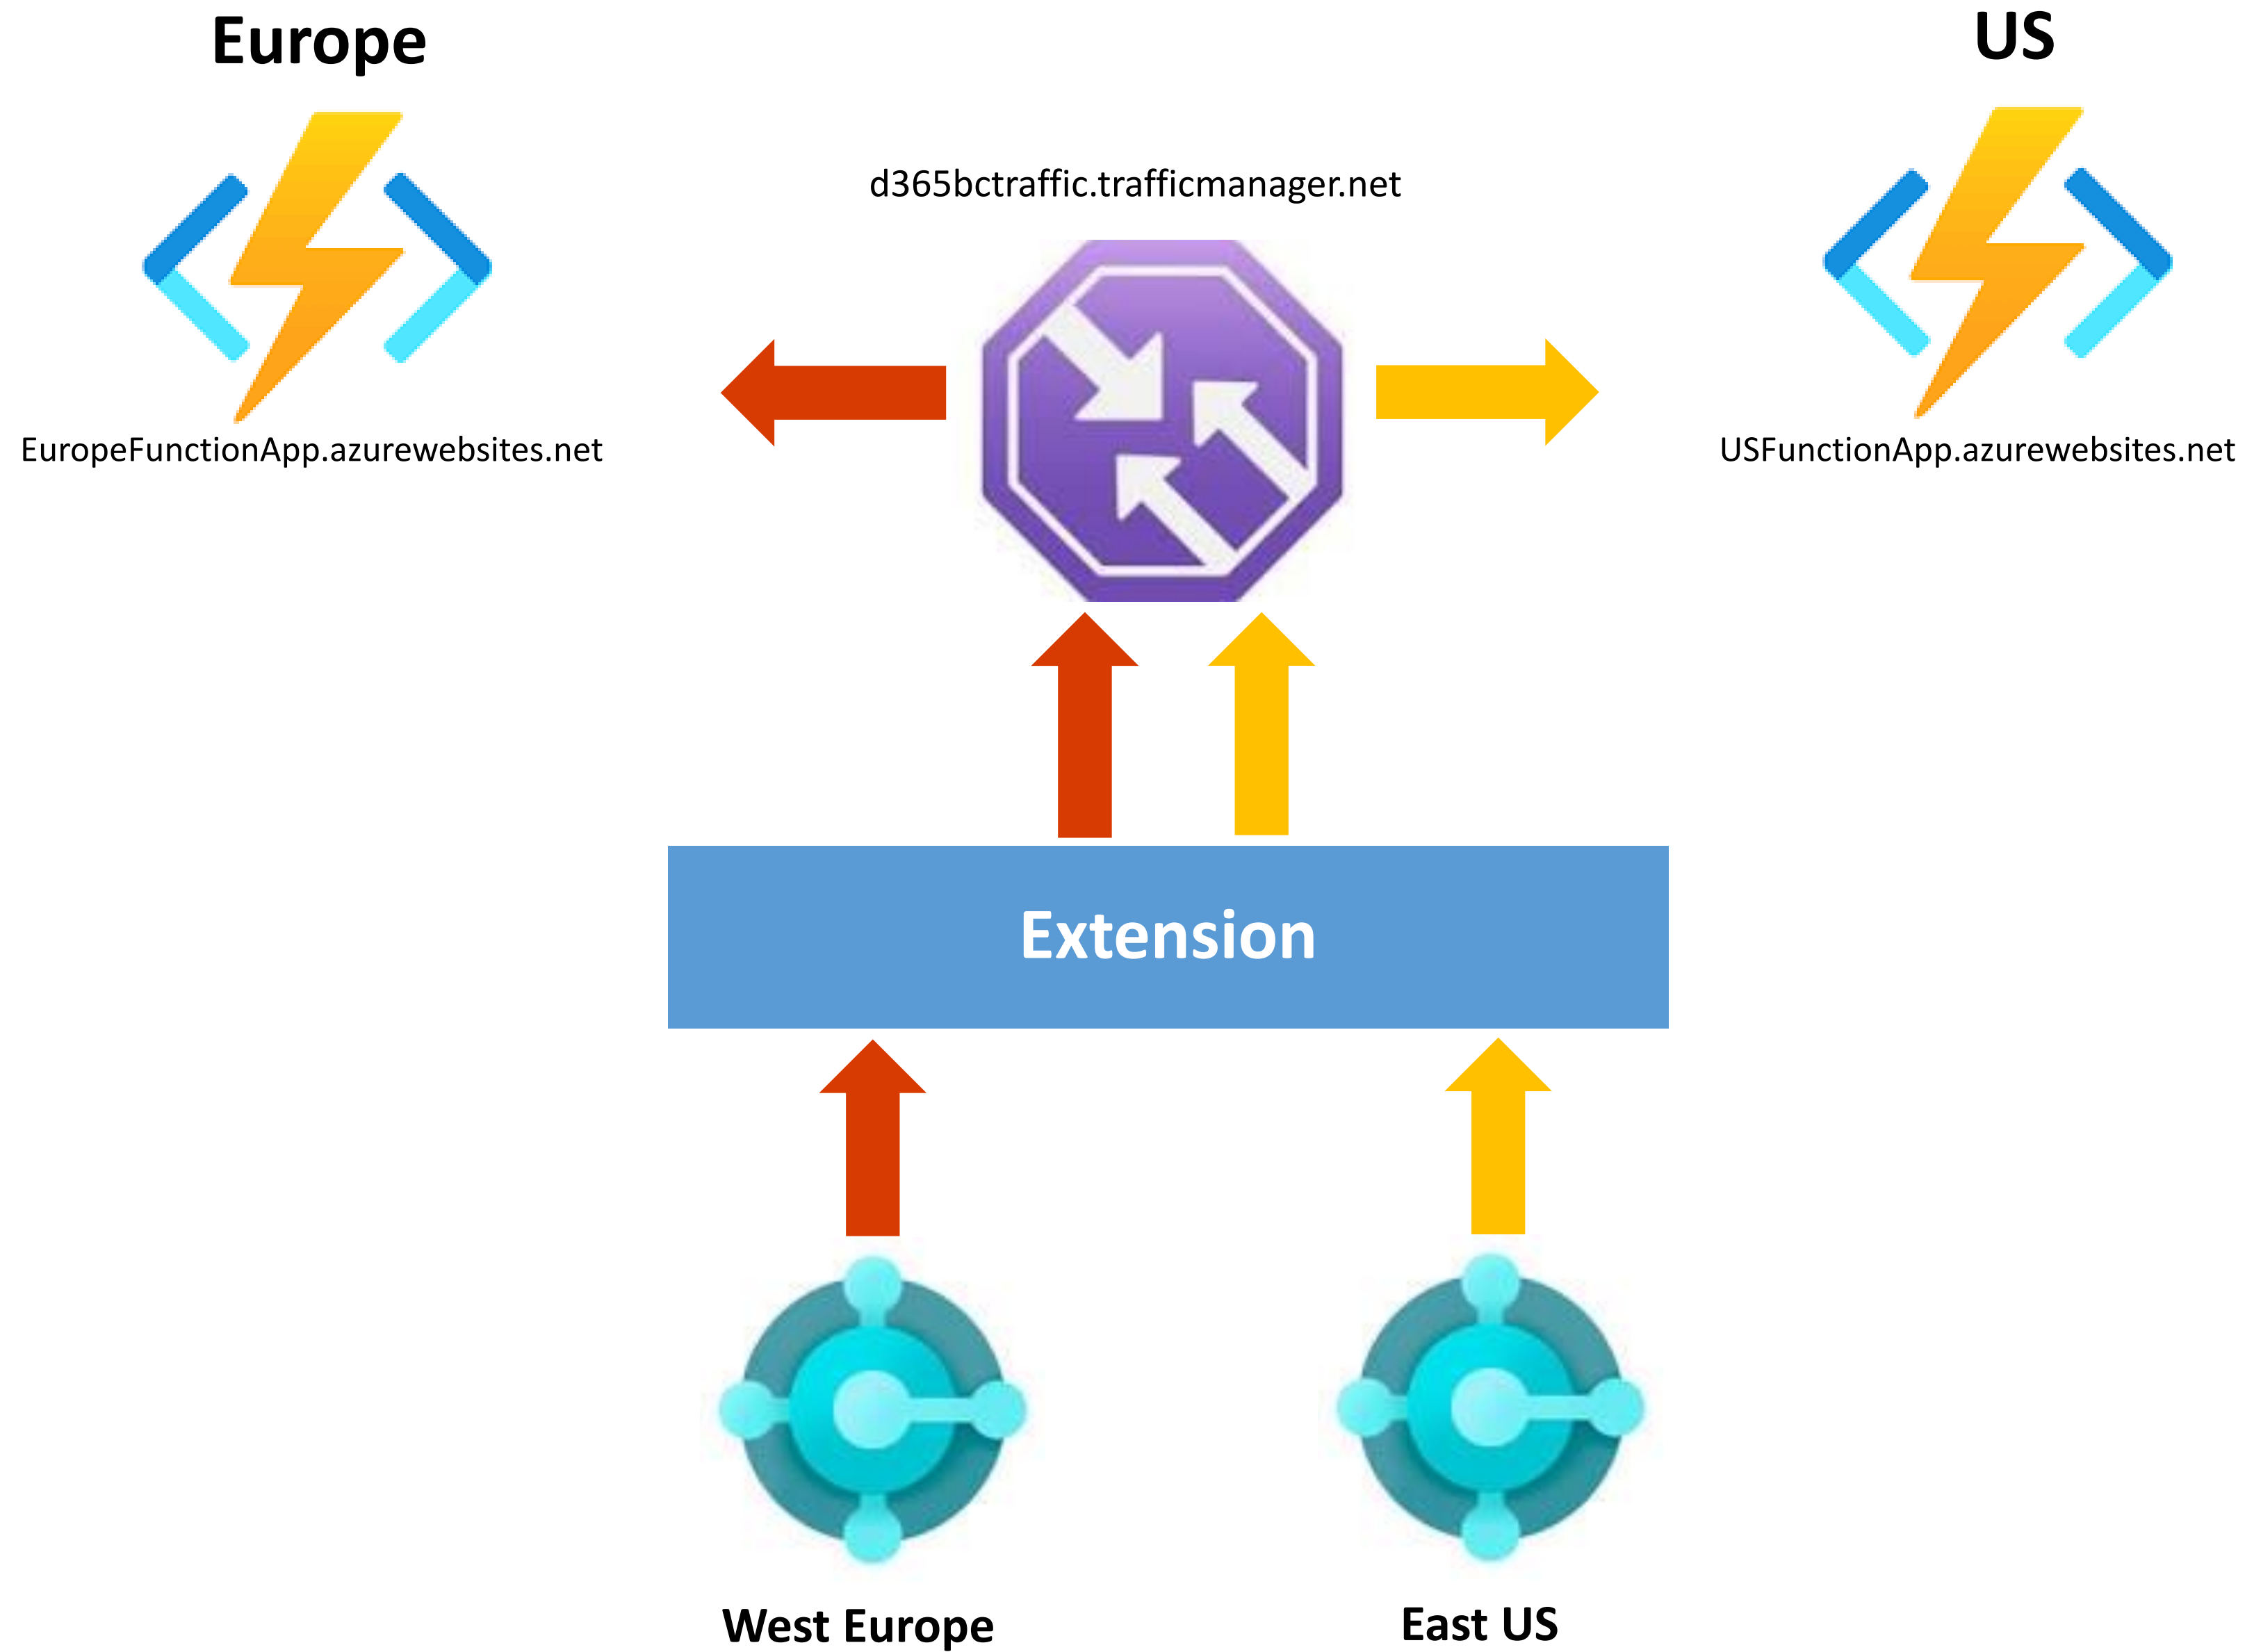 Europe
US
d365bctraffic.trafficmanager.net
EuropeFunctionApp.azurewebsites.net
USFunctionApp.azurewebsites.net
Extension
West Europe
East US